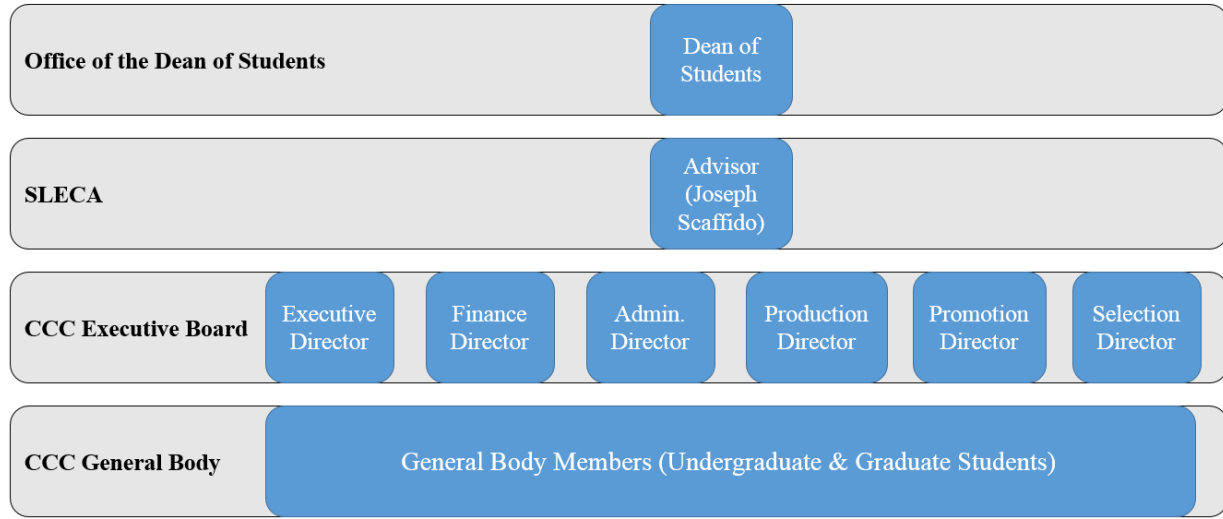 Office of the Dean of Students
Dean of
Students
SLECA
Advisor
(Joseph
Scaffido)
CCC Executive Board
Executive
Director
Finance
Director
Admin.
Director
Production
Director
Promotion
Director
Selection
Director
CCC General Body
General Body Members (Undergraduate & Graduate Students)